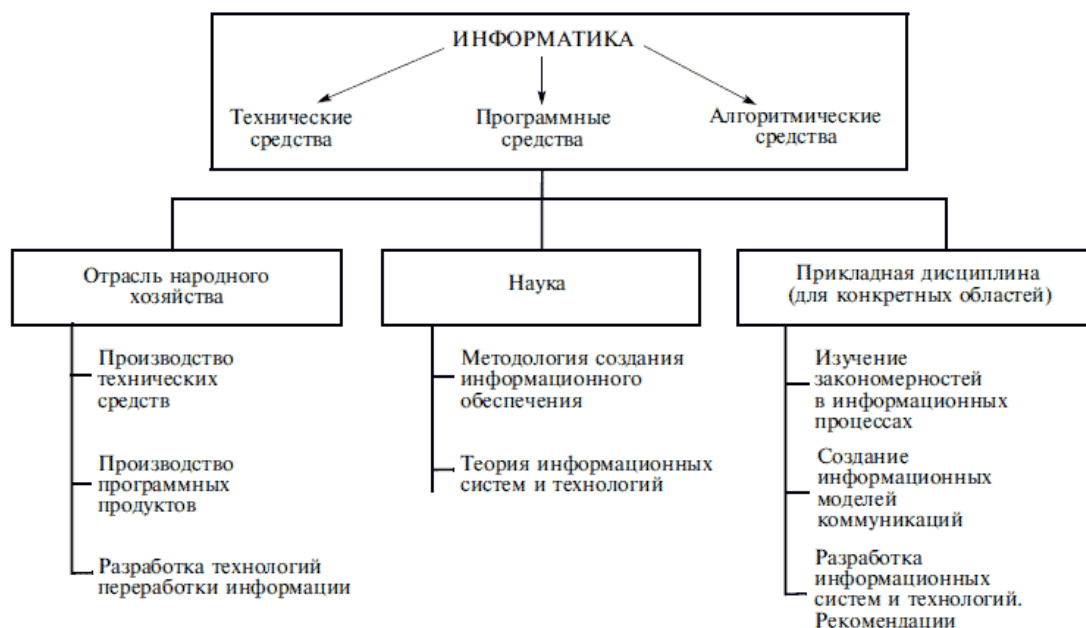 ИНФОРМАТИКА
Технические
средства
Программные
средства
Алгоритмические
средства
Отрасль народного
хозяйства
Производство
технических
средств
Производство
программных
продуктов
Разработка технологий
переработки информации
Наука
Методология создания
информационного
обеспечения
Теория информационных
систем и технологий
Прикладная дисциплина
(для конкретных областей)
Изучение
закономерностей
в информационных
процессах
Создание
информационных
моделей
коммуникаций
Разработка
информационных
систем и технологий.
Рекомендации